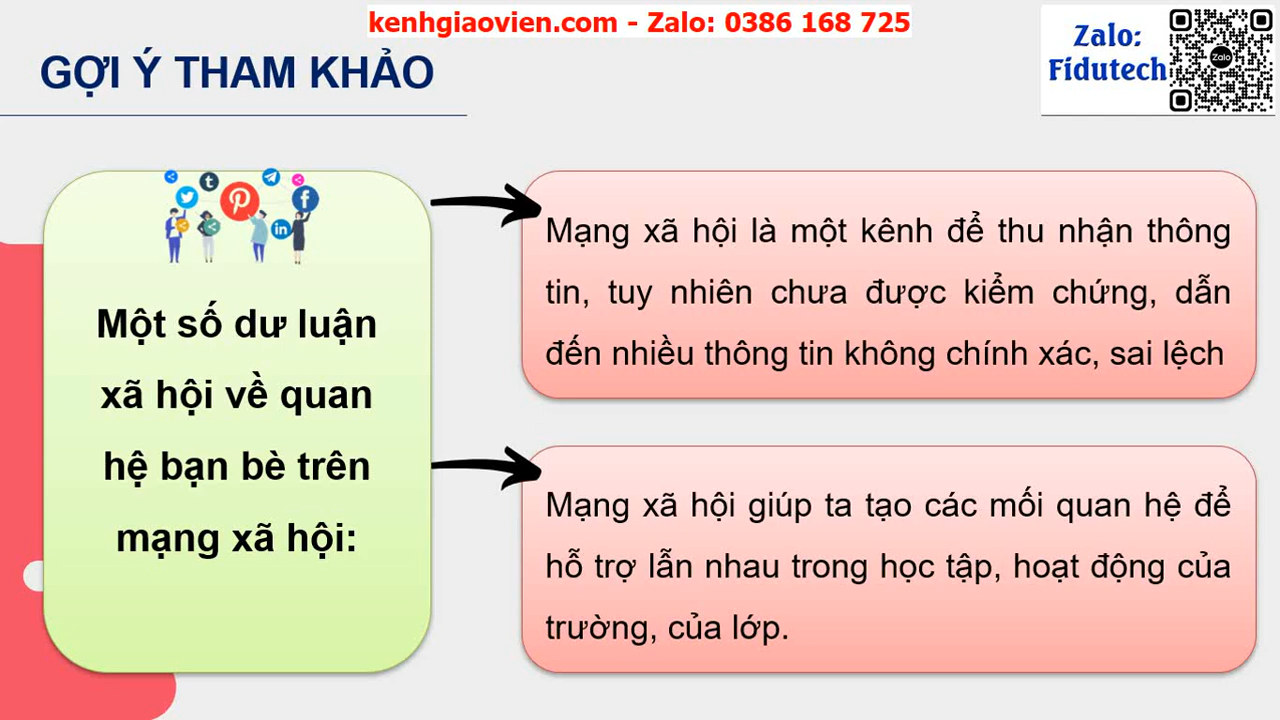 kenhgiaovien.com - Zalo: 0386 168 725
GỢI Ý THAM KHẢO
Zalo:
Fidutech
Zalo
Một số dư luận
xã hội về quan
hệ bạn bè trên
mạng xã hội:
Mạng xã hội là một kênh để thu nhận thông
tin, tuy nhiên chưa được kiểm chứng, dẫn
đến nhiều thông tin không chính xác, sai lệch
Mạng xã hội giúp ta tạo các mối quan hệ để
hỗ trợ lẫn nhau trong học tập, hoạt động của
trường, của lớp.